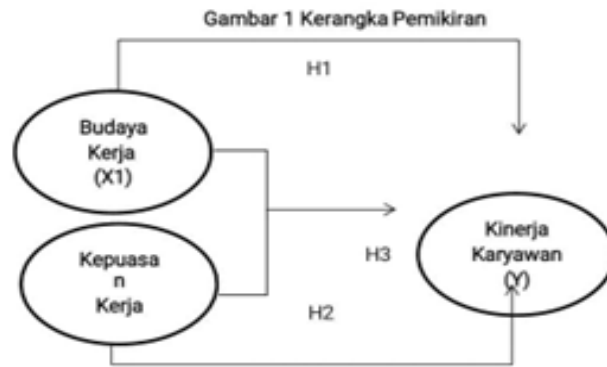 Gambar 1 Kerangka Pemikiran
H1
Budaya
Kerja
(X1)
Kinerja
Karyawan
(Y)
H3
Kepuasa
n
Kerja
H2